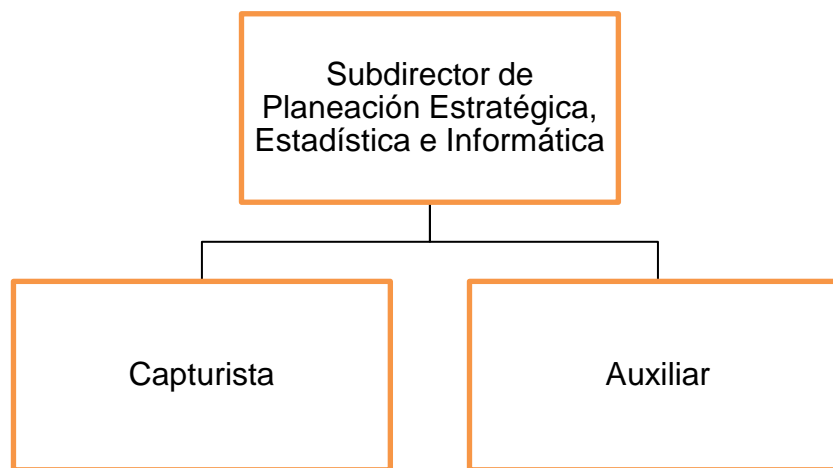 Subdirector de
Planeación Estratégica,
Estadística e Informática
Capturista
Auxiliar